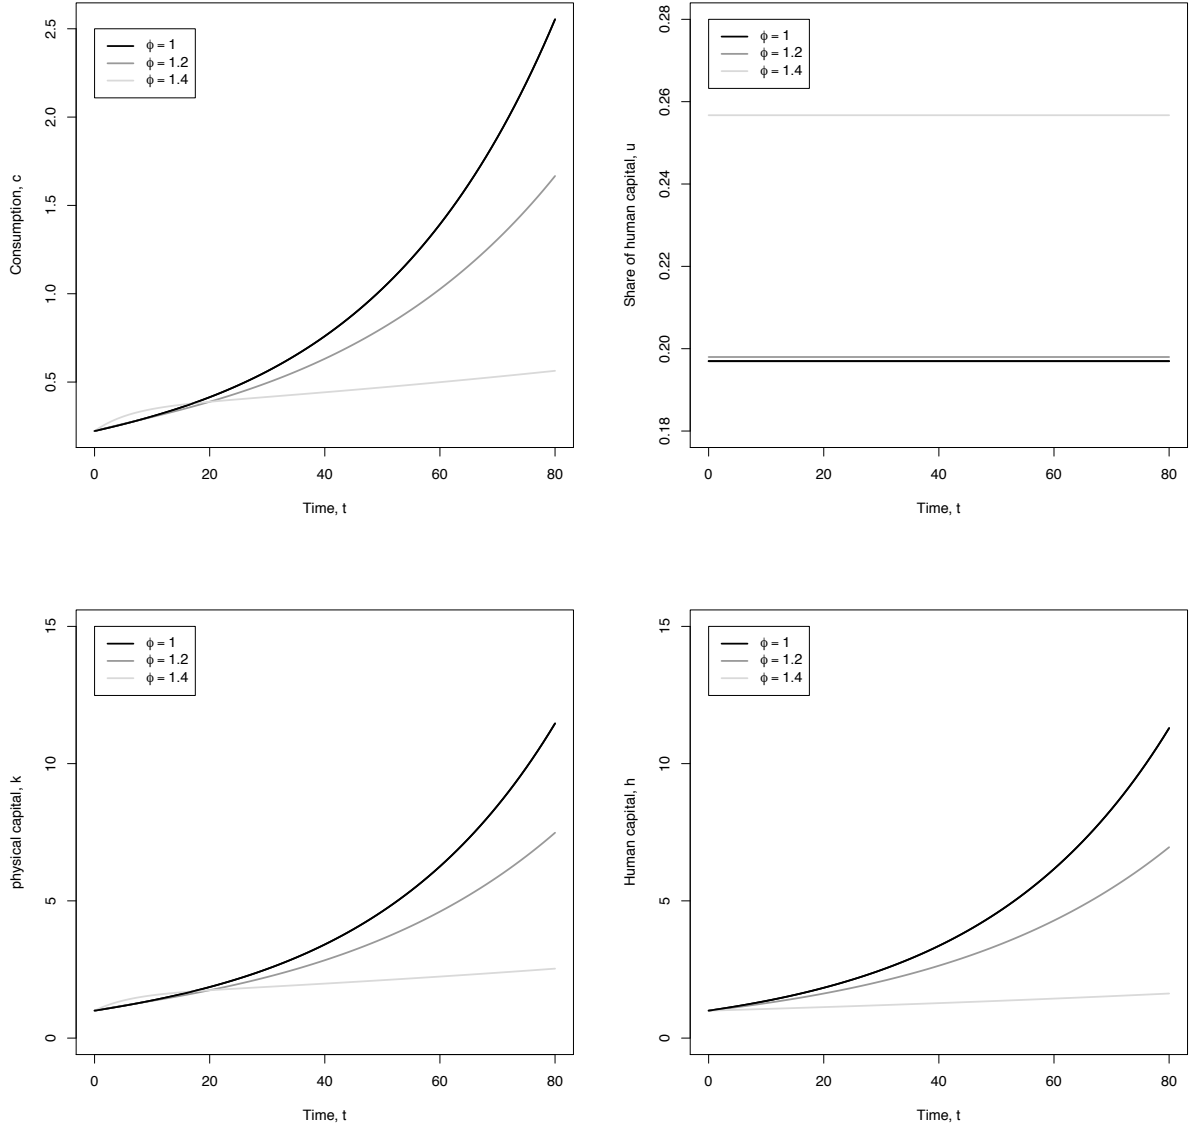 Consumption, c
2.5
2.0
1.5
1.0
0.5
ϕ = 1
ϕ = 1.2
ϕ = 1.4
0 20 40 60 80
Time, t
Share of human capital, u
0.28
0.26
0.24
0.22
0.20
0.18
ϕ = 1
ϕ = 1.2
ϕ = 1.4
0 20 40 60 80
Time, t
physical capital, k
15
10
5
0
ϕ = 1
ϕ = 1.2
ϕ = 1.4
0 20 40 60 80
Time, t
Human capital, h
15
10
5
0
ϕ = 1
ϕ = 1.2
ϕ = 1.4
0 20 40 60 80
Time, t